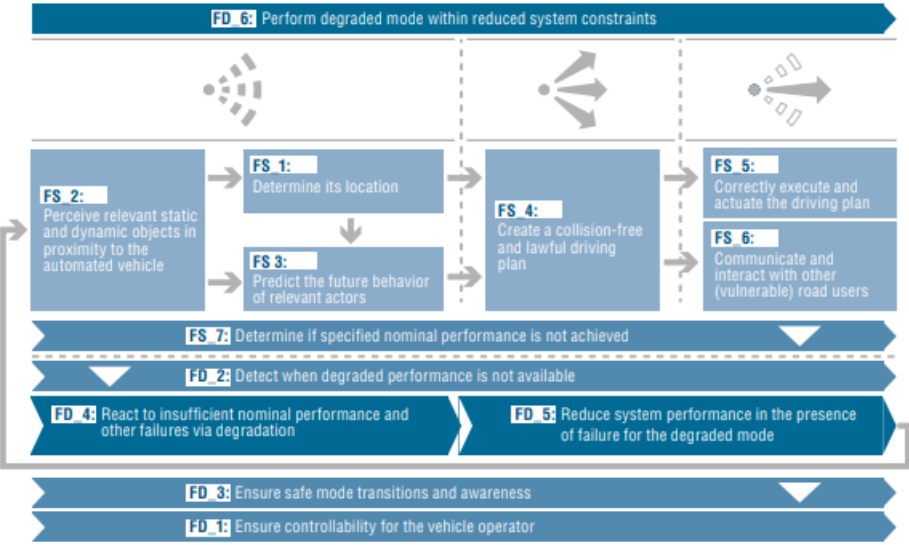 FD_6: Perform degraded mode within reduced system constraints
FS_2:
Perceive relevant static
and dynamic objects in
proximity to the
automated vehicle
FS_1:
Determine its location
FS 3:
Predict the future behavior
of relevant actors
FS_4:
Create a collision-free
and lawful driving
plan
FS_5:
Correctly execute and
actuate the driving plan
FS_6:
Communicate and
interact with other
(vulnerable) road users
FS_7: Determine if specified nominal performance is not achieved
FD_2: Detect when degraded performance is not available
FD_4: React to insufficient nominal performance and
other failures via degradation
FD_5: Reduce system performance in the presence
of failure for the degraded mode
FD_3: Ensure safe mode transitions and awareness
FD_1: Ensure controllability for the vehicle operator